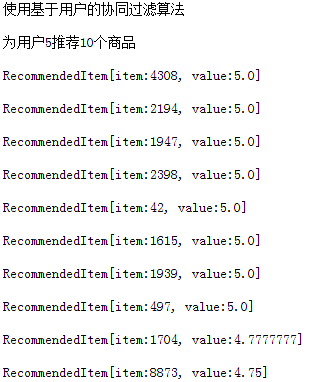 使用基于用户的协同过滤算法
为用户5推荐10个商品
RecommendedItem[item:4308, value:5.0]
RecommendedItem[item:2194, value:5.0]
RecommendedItem[item:1947, value:5.0]
RecommendedItem[item:2398, value:5.0]
RecommendedItem[item:42, value:5.0]
RecommendedItem[item:1615, value:5.0]
RecommendedItem[item:1939, value:5.0]
RecommendedItem[item:497, value:5.0]
RecommendedItem[item:1704, value:4.7777777]
RecommendedItem[item:8873, value:4.75]